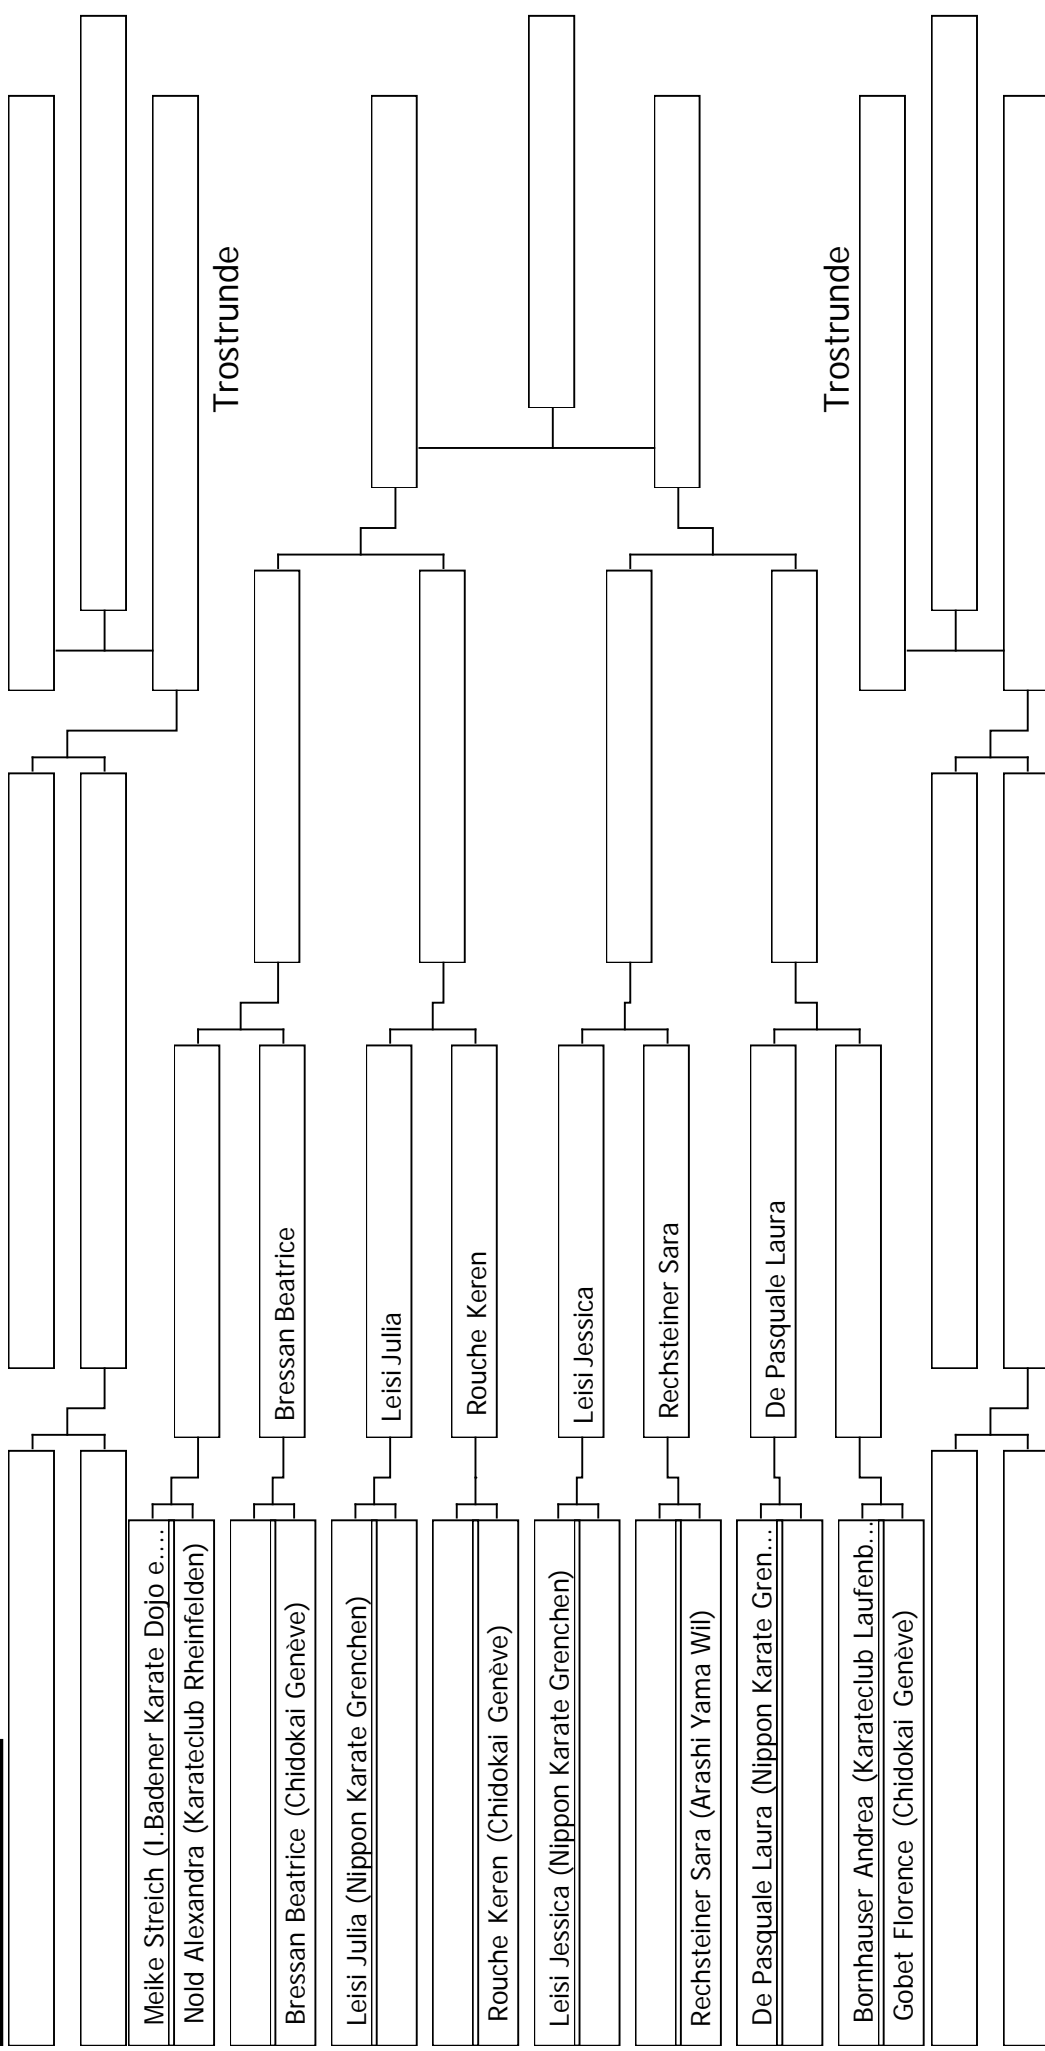 Meike Streich (I.Badener Karate Dojo e....
Nold Alexandra (Karateclub Rheinfelden)
Bressan Beatrice (Chidokai Genève)
Leisi Julia (Nippon Karate Grenchen)
Rouche Keren (Chidokai Genève)
Leisi Jessica (Nippon Karate Grenchen)
Rechsteiner Sara (Arashi Yama Wil)
De Pasquale Laura (Nippon Karate Gren...
Bornhauser Andrea (Karateclub Laufenb...
Gobet Florence (Chidokai Genève)
Bressan Beatrice
Leisi Julia
Rouche Keren
Leisi Jessica
Rechsteiner Sara
De Pasquale Laura
Trostrunde
Trostrunde